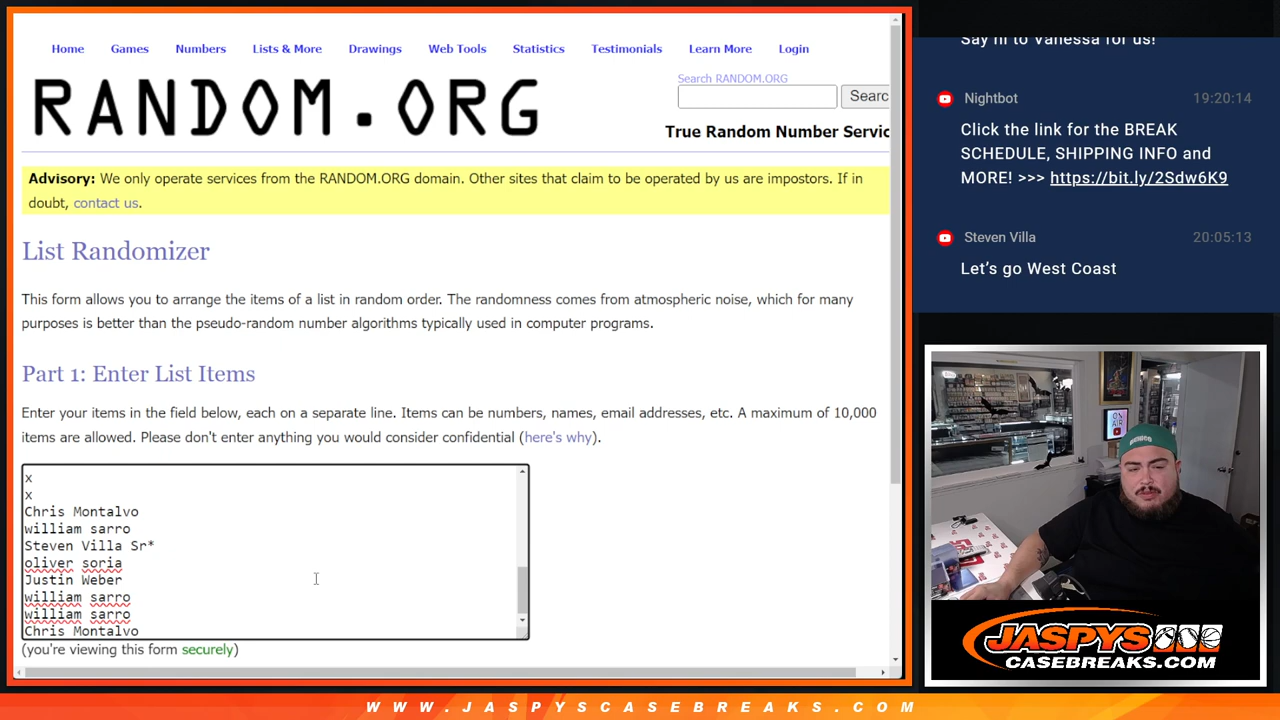 Home Games Numbers Lists & More Drawings Web Tools Statistics Testimonials Learn More Login
RANDOM.ORG
Search RANDOM.ORG
Searc
True Random Number Servic
Advisory: We only operate services from the RANDOM.ORG domain. Other sites that claim to be operated by us are impostors. If in
doubt, contact us.
List Randomizer
This form allows you to arrange the items of a list in random order. The randomness comes from atmospheric noise, which for many
purposes is better than the pseudo-random number algorithms typically used in computer programs.
Part 1: Enter List Items
Enter your items in the field below, each on a separate line. Items can be numbers, names, email addresses, etc. A maximum of 10,000
items are allowed. Please don't enter anything you would consider confidential (here's why).
x
x
Chris Montalvo
william sarro
Steven Villa Sr*
oliver soria
Justin Weber
william sarro
william sarro
Chris Montalvo
(you're viewing this form securely)
Say hi to Vanessa for us!
Nightbot 19:20:14
Click the link for the BREAK
SCHEDULE, SHIPPING INFO and
MORE! >>> https://bit.ly/2Sdw6K9
Steven Villa 20:05:13
Let's go West Coast
ON
AIR
JASPYS
CASEBREAKS.COM
WWW.JASPYSCASEBREAKS.COM